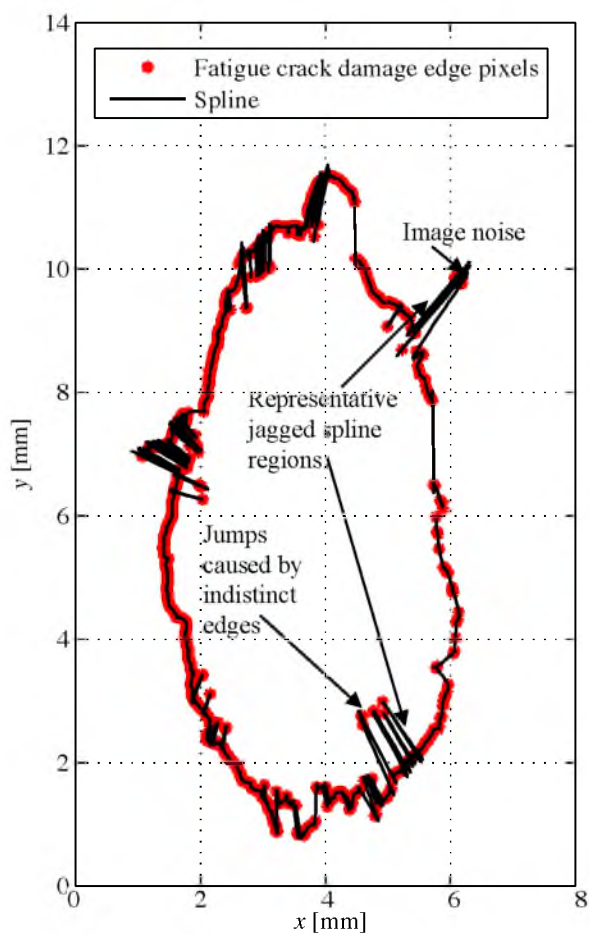 14
12
10
8
6
4
2
0
y [mm]
Fatigue crack damage edge pixels
Spline
Image noise
Representative
jagged spline
regions
Jumps
caused by
indistinct
edges
0
2
4
6
8
x [mm]